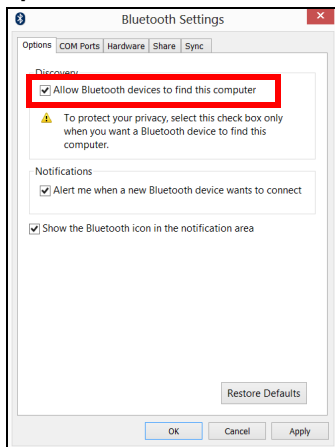 Bluetooth Settings
Options COM Ports Hardware Share Sync
Discovery
Allow Bluetooth devices to find this computer
To protect your privacy, select this check box only
when you want a Bluetooth device to find this
computer.
Notifications
Alert me when a new Bluetooth device wants to connect
Show the Bluetooth icon in the notification area
Restore Defaults
OK Cancel Apply